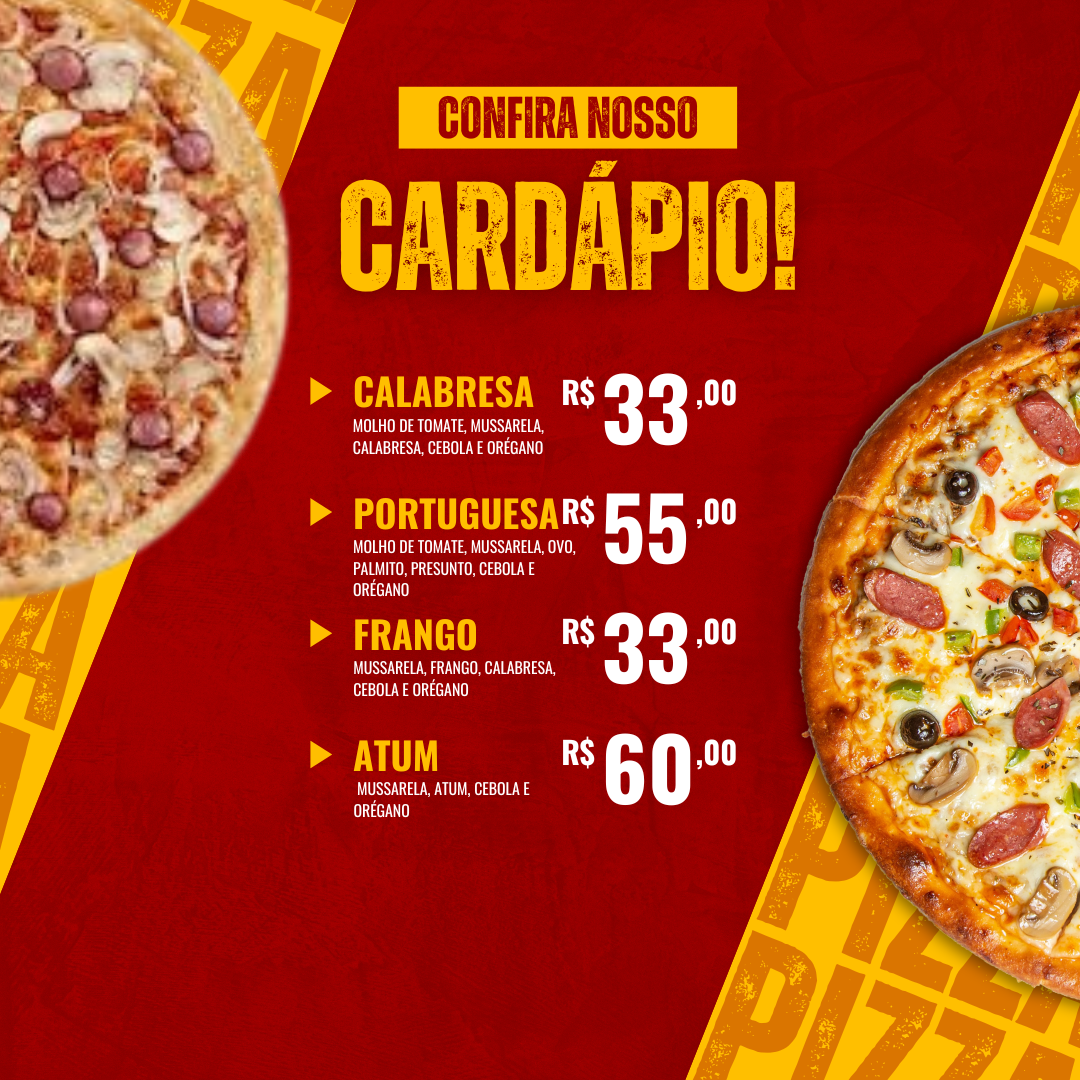 CONFIRA NOSSO
CARDÁPIO!
CALABRESA R$ 33,00
MOLHO DE TOMATE, MUSSARELA,
CALABRESA, CEBOLA E ORÉGANO
PORTUGUESA R$ 55,00
MOLHO DE TOMATE, MUSSARELA, OVO,
PALMITO, PRESUNTO, CEBOLA E
ORÉGANO
FRANGO R$ 33,00
MUSSARELA, FRANGO, CALABRESA,
CEBOLA E ORÉGANO
ATUM R$ 60,00
MUSSARELA, ATUM, CEBOLA E
ORÉGANO
PIZZA
PIZZA